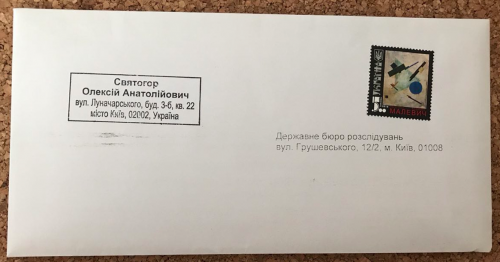 Святогор
Олексій Анатолійович
вул. Луначарського, буд. 3-б, кв. 22
місто Київ, 02002, Україна
МАЛЕВИЧ
Державне бюро розслідувань
вул. Грушевського, 12/2, м. Київ, 01008